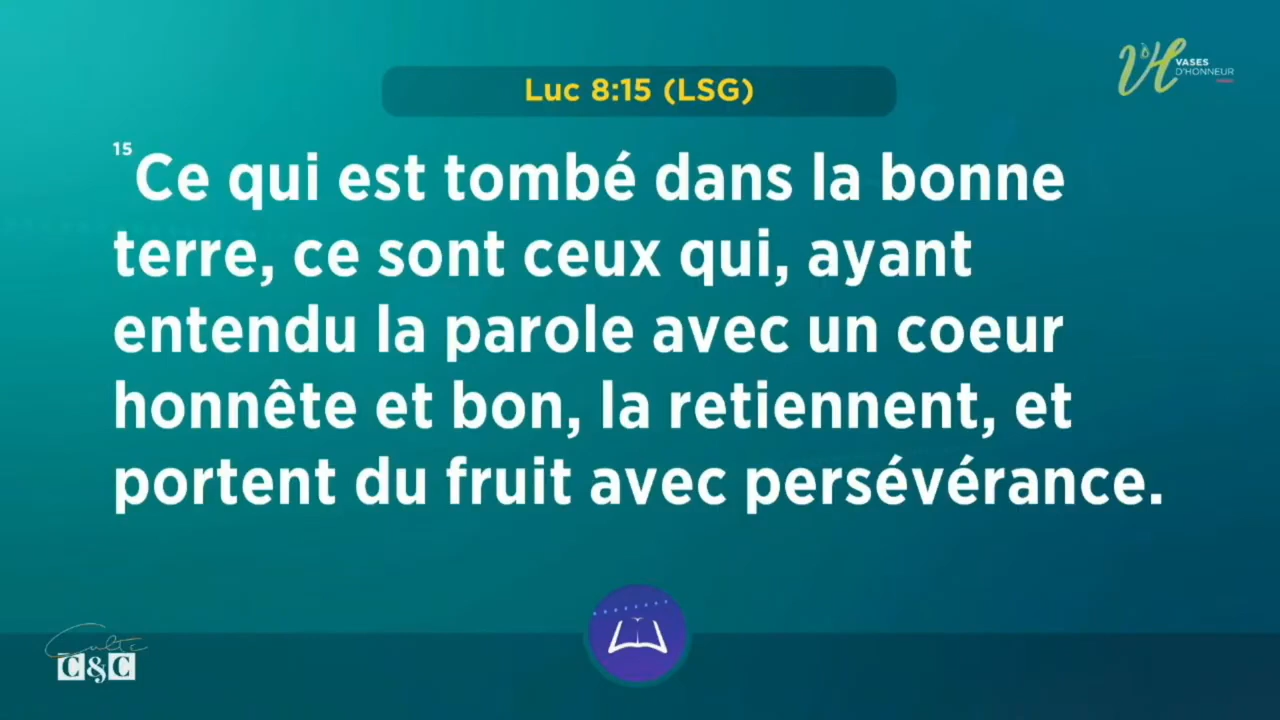 VASES
D'HONNEUR
Luc 8:15 (LSG)
15 Ce qui est tombé dans la bonne
terre, ce sont ceux qui, ayant
entendu la parole avec un coeur
honnête et bon, la retiennent, et
portent du fruit avec persévérance.
Culte
C&C